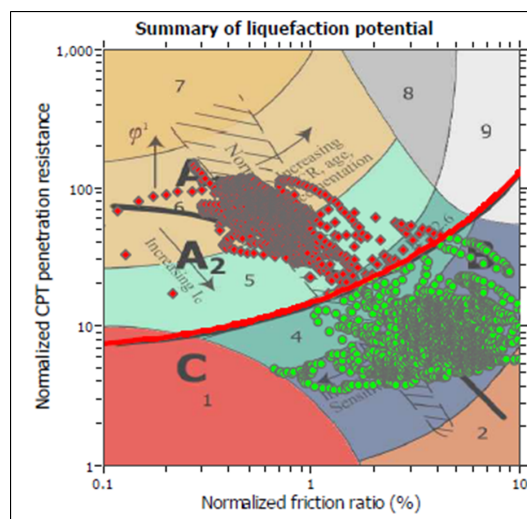 Summary of liquefaction potential
Normalized CPT penetration resistance
1,000
100
10
1
7
8
9
φ'
A
6
A2
Increasing Ic
5
4
B
C
1
2
0.1
1
10
Normalized friction ratio (%)